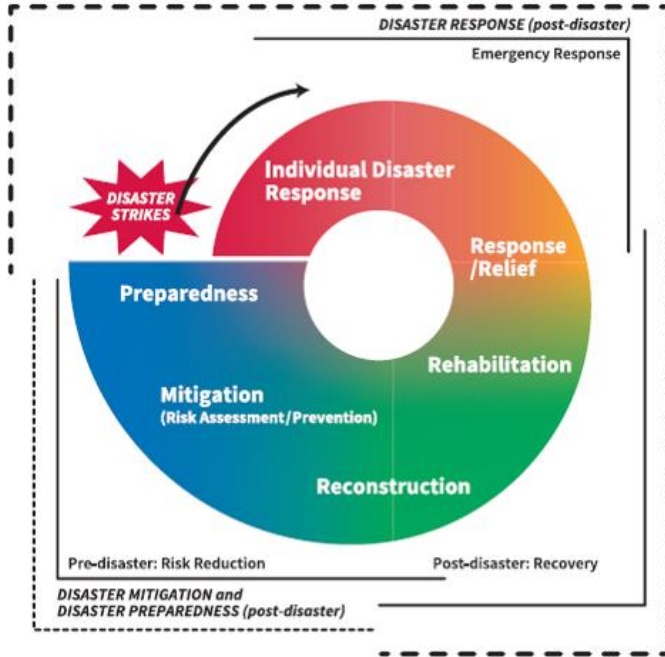 DISASTER RESPONSE (post-disaster)
Emergency Response
DISASTER
STRIKES
Individual Disaster
Response
Response
/Relief
Preparedness
Rehabilitation
Mitigation
(Risk Assessment/Prevention)
Reconstruction
Pre-disaster: Risk Reduction
Post-disaster: Recovery
DISASTER MITIGATION and
DISASTER PREPAREDNESS (post-disaster)